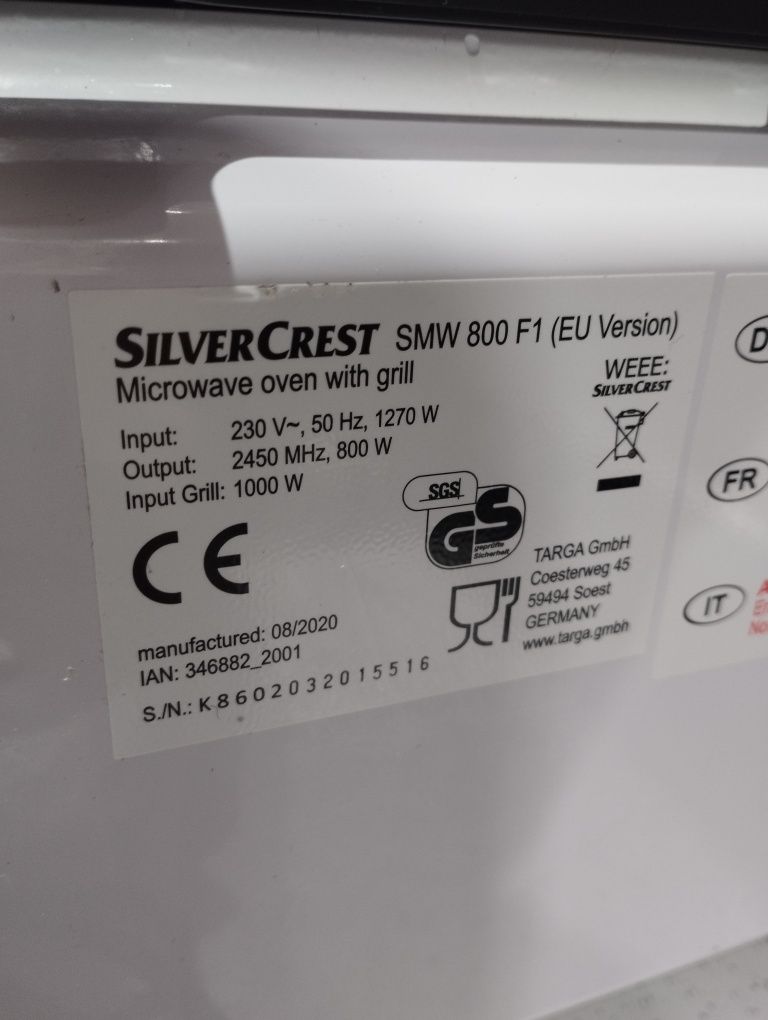 SILVERCREST SMW 800 F1 (EU Version)
Microwave oven with grill
WEEE:
SILVERCREST
Input: 230 V~, 50 Hz, 1270 W
Output: 2450 MHz, 800 W
Input Grill: 1000 W
SGS
GS
geprüfte
Sicherheit
CE
TARGA GmbH
Coesterweg 45
59494 Soest
GERMANY
www.targa.gmbh
manufactured: 08/2020
IAN: 346882_2001
S./N.: K8602032015516
D
FR
IT